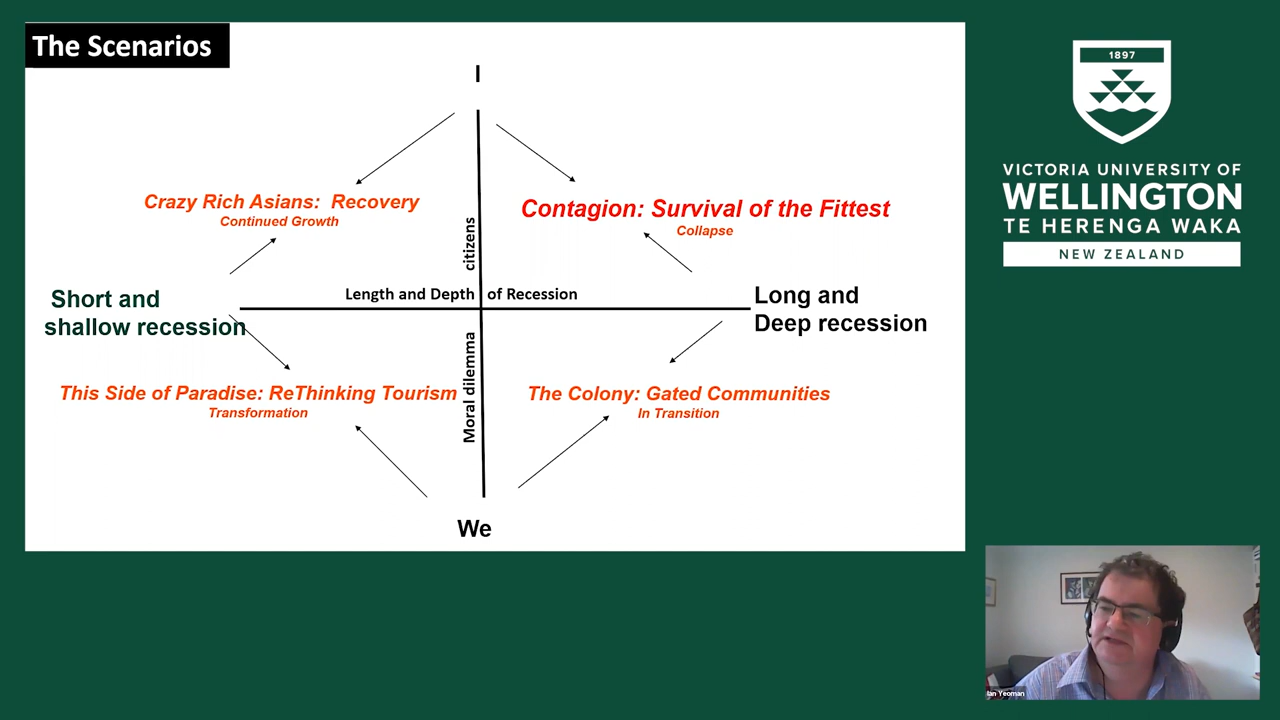 The Scenarios
I
Crazy Rich Asians: Recovery
Continued Growth
Contagion: Survival of the Fittest
Collapse
citizens
Length and Depth of Recession
Short and
shallow recession
Long and
Deep recession
Moral dilemma
This Side of Paradise: ReThinking Tourism
Transformation
The Colony: Gated Communities
In Transition
We
1897
VICTORIA UNIVERSITY OF
WELLINGTON
TE HERENGA WAKA
NEW ZEALAND
Ian Yeoman